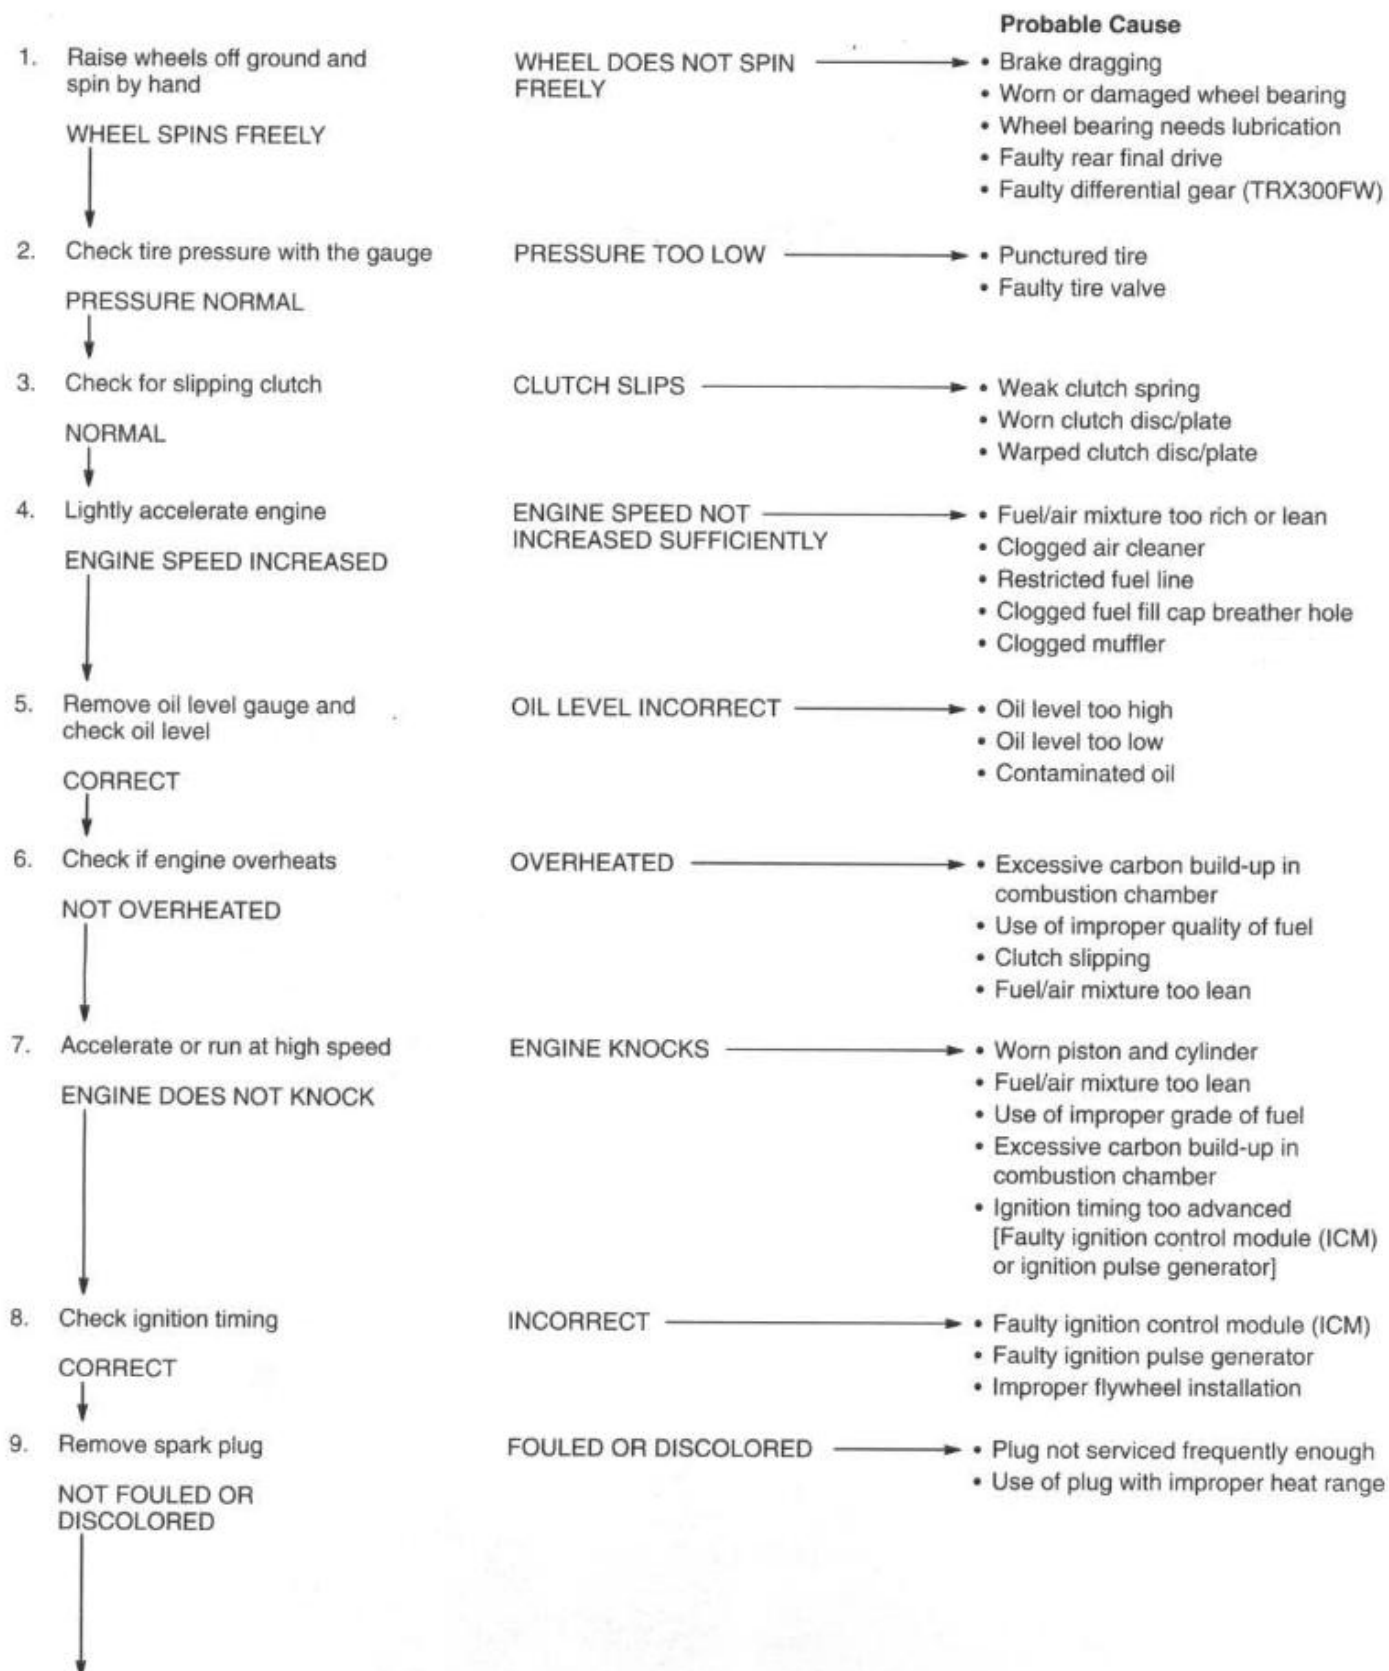 Probable Cause
1. Raise wheels off ground and
spin by hand
WHEEL SPINS FREELY
WHEEL DOES NOT SPIN
FREELY
• Brake dragging
• Worn or damaged wheel bearing
• Wheel bearing needs lubrication
• Faulty rear final drive
• Faulty differential gear (TRX300FW)
2. Check tire pressure with the gauge
PRESSURE NORMAL
PRESSURE TOO LOW
• Punctured tire
• Faulty tire valve
3. Check for slipping clutch
NORMAL
CLUTCH SLIPS
• Weak clutch spring
• Worn clutch disc/plate
• Warped clutch disc/plate
4. Lightly accelerate engine
ENGINE SPEED INCREASED
ENGINE SPEED NOT
INCREASED SUFFICIENTLY
• Fuel/air mixture too rich or lean
• Clogged air cleaner
• Restricted fuel line
• Clogged fuel fill cap breather hole
• Clogged muffler
5. Remove oil level gauge and
check oil level
CORRECT
OIL LEVEL INCORRECT
• Oil level too high
• Oil level too low
• Contaminated oil
6. Check if engine overheats
NOT OVERHEATED
OVERHEATED
• Excessive carbon build-up in
combustion chamber
• Use of improper quality of fuel
• Clutch slipping
• Fuel/air mixture too lean
7. Accelerate or run at high speed
ENGINE DOES NOT KNOCK
ENGINE KNOCKS
• Worn piston and cylinder
• Fuel/air mixture too lean
• Use of improper grade of fuel
• Excessive carbon build-up in
combustion chamber
• Ignition timing too advanced
[Faulty ignition control module (ICM)
or ignition pulse generator]
8. Check ignition timing
CORRECT
INCORRECT
• Faulty ignition control module (ICM)
• Faulty ignition pulse generator
• Improper flywheel installation
9. Remove spark plug
NOT FOULED OR
DISCOLORED
FOULED OR DISCOLORED
• Plug not serviced frequently enough
• Use of plug with improper heat range